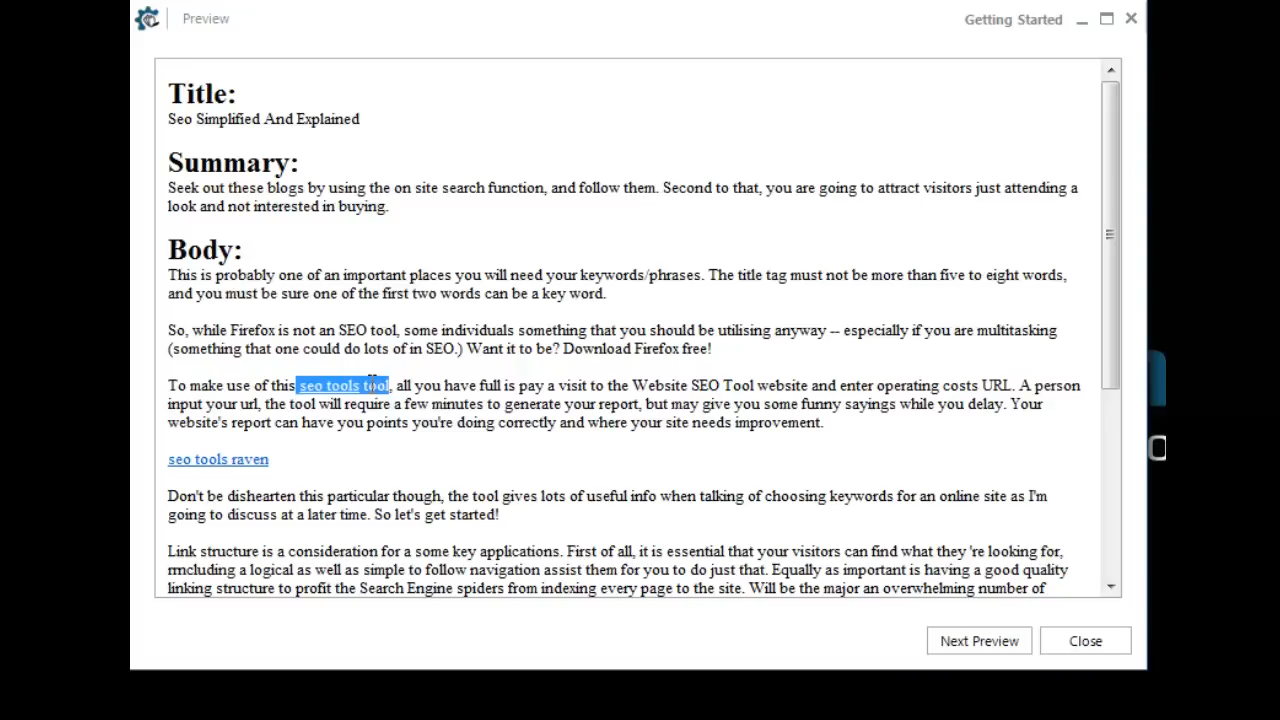 Preview
Getting Started
Title:
Seo Simplified And Explained
Summary:
Seek out these blogs by using the on site search function, and follow them. Second to that, you are going to attract visitors just attending a
look and not interested in buying.
Body:
This is probably one of an important places you will need your keywords/phrases. The title tag must not be more than five to eight words,
and you must be sure one of the first two words can be a key word.
So, while Firefox is not an SEO tool, some individuals something that you should be utilising anyway -- especially if you are multitasking
(something that one could do lots of in SEO.) Want it to be? Download Firefox free!
To make use of this seo tools tool, all you have full is pay a visit to the Website SEO Tool website and enter operating costs URL. A person
input your url, the tool will require a few minutes to generate your report, but may give you some funny sayings while you delay. Your
website's report can have you points you're doing correctly and where your site needs improvement.
seo tools raven
Don't be dishearten this particular though, the tool gives lots of useful info when talking of choosing keywords for an online site as I'm
going to discuss at a later time. So let's get started!
Link structure is a consideration for a some key applications. First of all, it is essential that your visitors can find what they 're looking for,
including a logical as well as simple to follow navigation assist them for you to do just that. Equally as important is having a good quality
linking structure to profit the Search Engine spiders from indexing every page to the site. Will be the major an overwhelming number of
Next Preview
Close